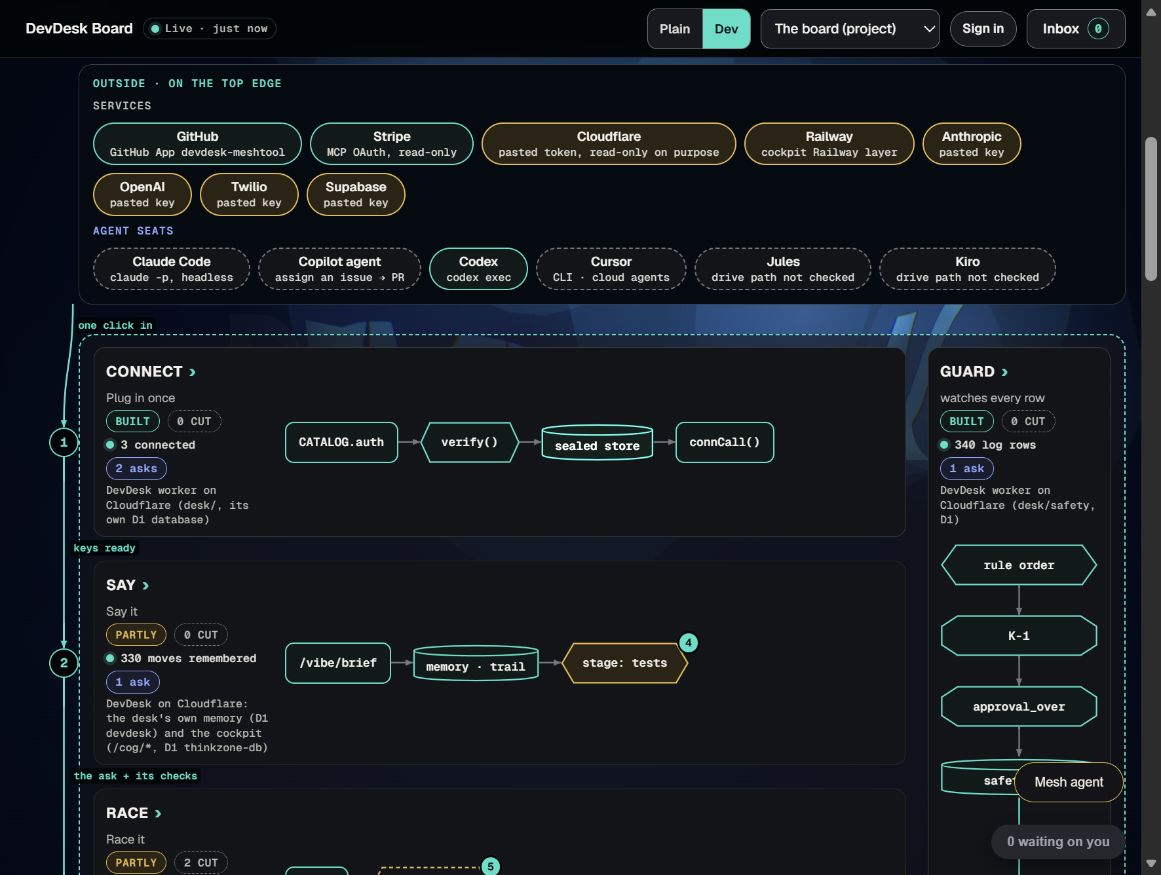 DevDesk Board
Live · just now
Plain
Dev
The board (project)
Sign in
Inbox 0
OUTSIDE · ON THE TOP EDGE
SERVICES
GitHub
GitHub App devdesk-meshtool
Stripe
MCP OAuth, read-only
Cloudflare
pasted token, read-only on purpose
Railway
cockpit Railway layer
Anthropic
pasted key
OpenAI
pasted key
Twilio
pasted key
Supabase
pasted key
AGENT SEATS
Claude Code
claude -p, headless
Copilot agent
assign an issue → PR
Codex
codex exec
Cursor
CLI · cloud agents
Jules
drive path not checked
Kiro
drive path not checked
one click in
1
CONNECT ›
Plug in once
BUILT
0 CUT
3 connected
2 asks
DevDesk worker on
Cloudflare (desk/, its
own D1 database)
CATALOG.auth
verify()
sealed store
connCall()
GUARD ›
watches every row
BUILT
0 CUT
340 log rows
1 ask
DevDesk worker on
Cloudflare (desk/safety,
D1)
rule order
K-1
approval_over
safet
keys ready
2
SAY ›
Say it
PARTLY
0 CUT
330 moves remembered
1 ask
DevDesk on Cloudflare:
the desk's own memory (D1
devdesk) and the cockpit
(/cog/*, D1 thinkzone-db)
/vibe/brief
memory · trail
stage: tests
4
the ask + its checks
RACE ›
Race it
PARTLY
2 CUT
5
Mesh agent
0 waiting on you